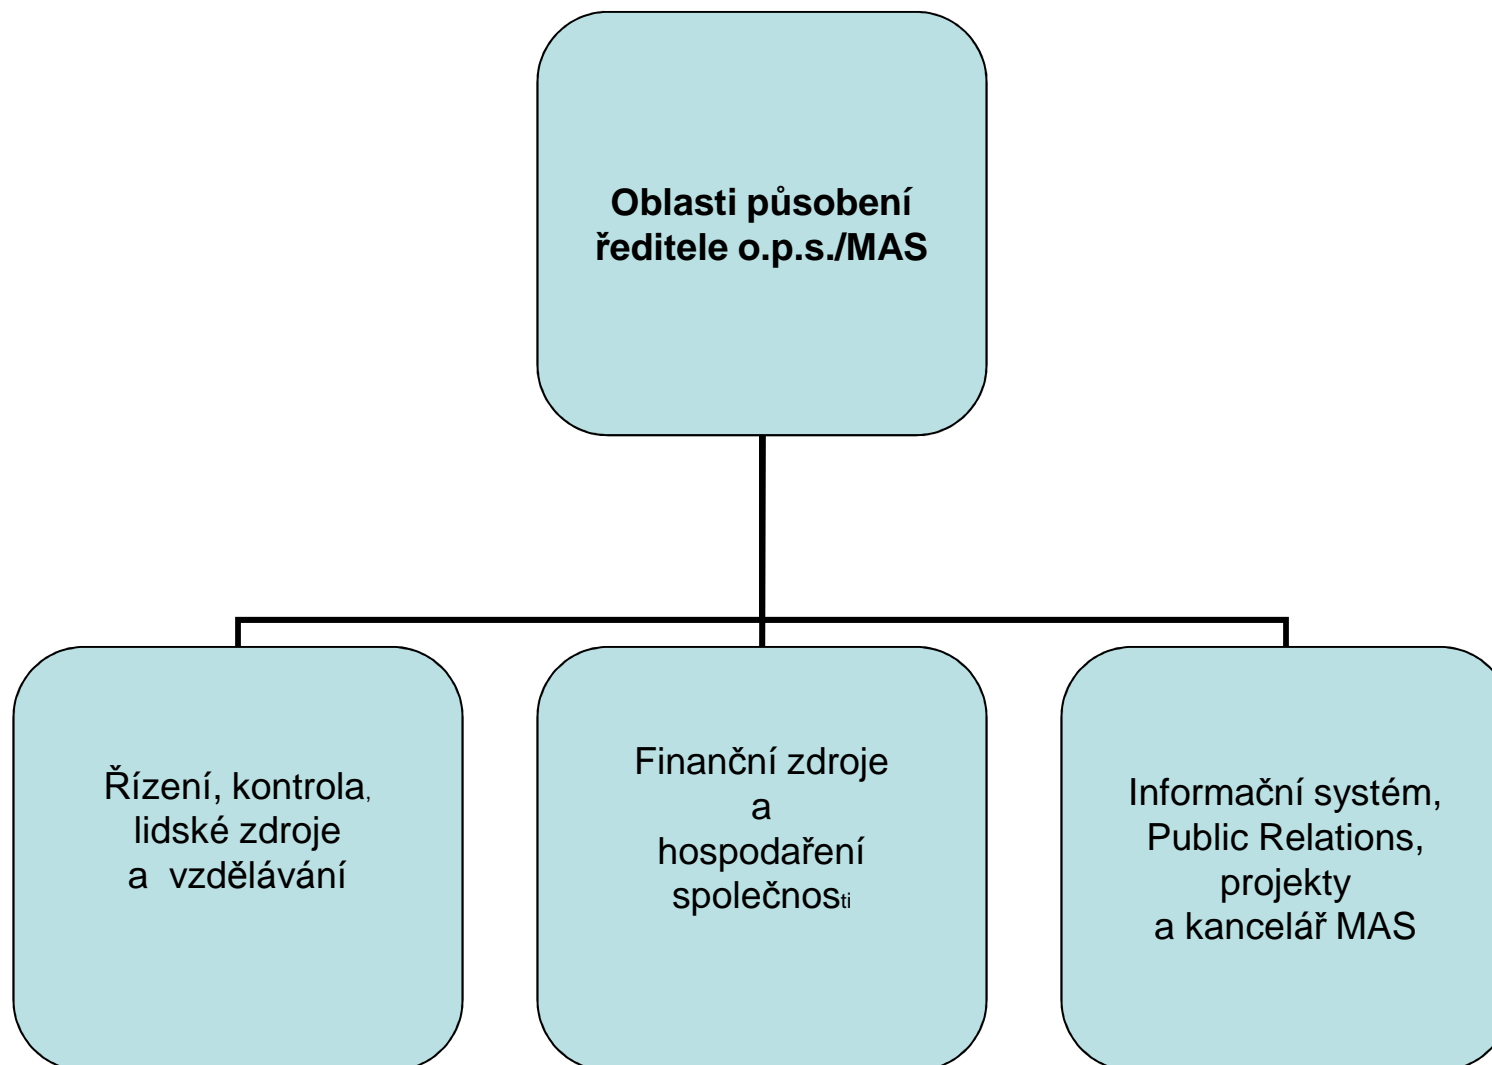 Oblasti působení
ředitele o.p.s./MAS
Řízení, kontrola,
lidské zdroje
a vzdělávání
Finanční zdroje
a
hospodaření
společnosti
Informační systém,
Public Relations,
projekty
a kancelář MAS